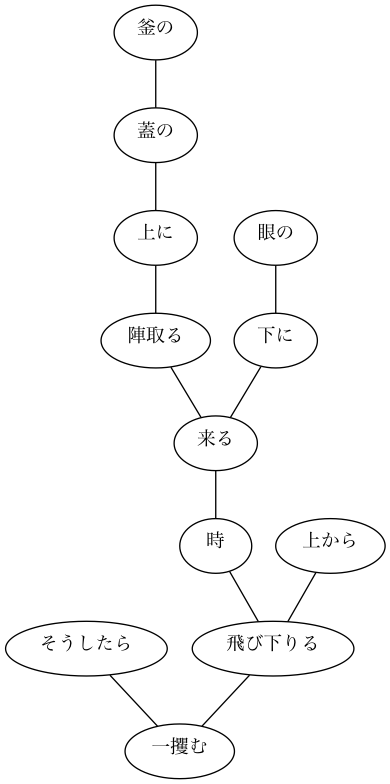 釜の
蓋の
上に
眼の
陣取る
下に
来る
時
上から
そうしたら
飛び下りる
一攫む